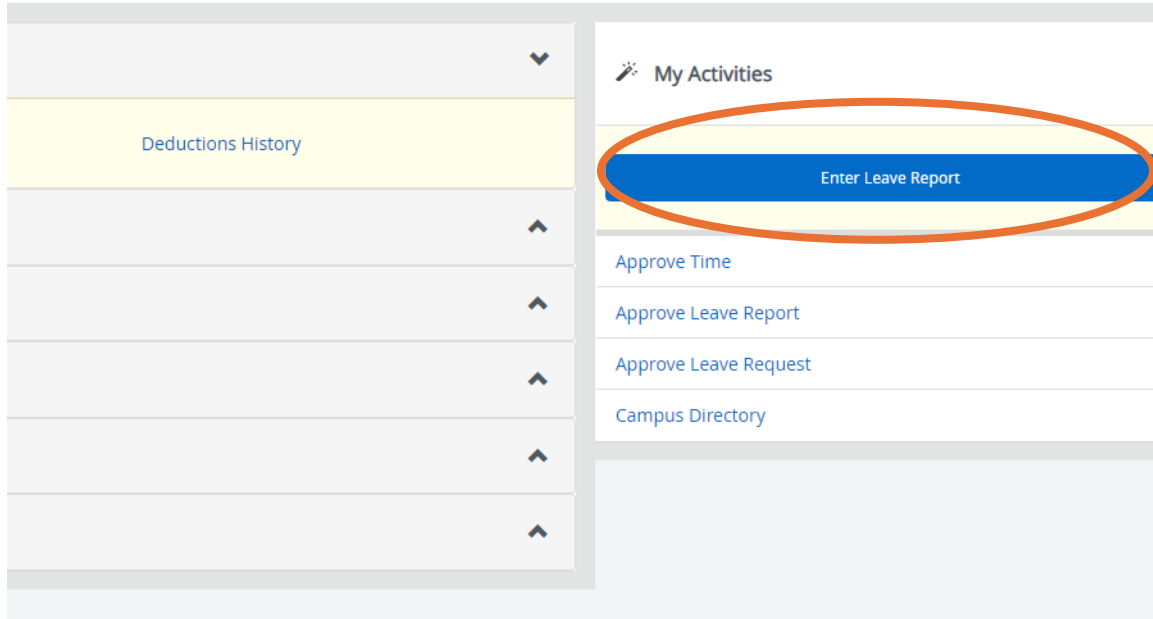 Deductions History
My Activities
Enter Leave Report
Approve Time
Approve Leave Report
Approve Leave Request
Campus Directory